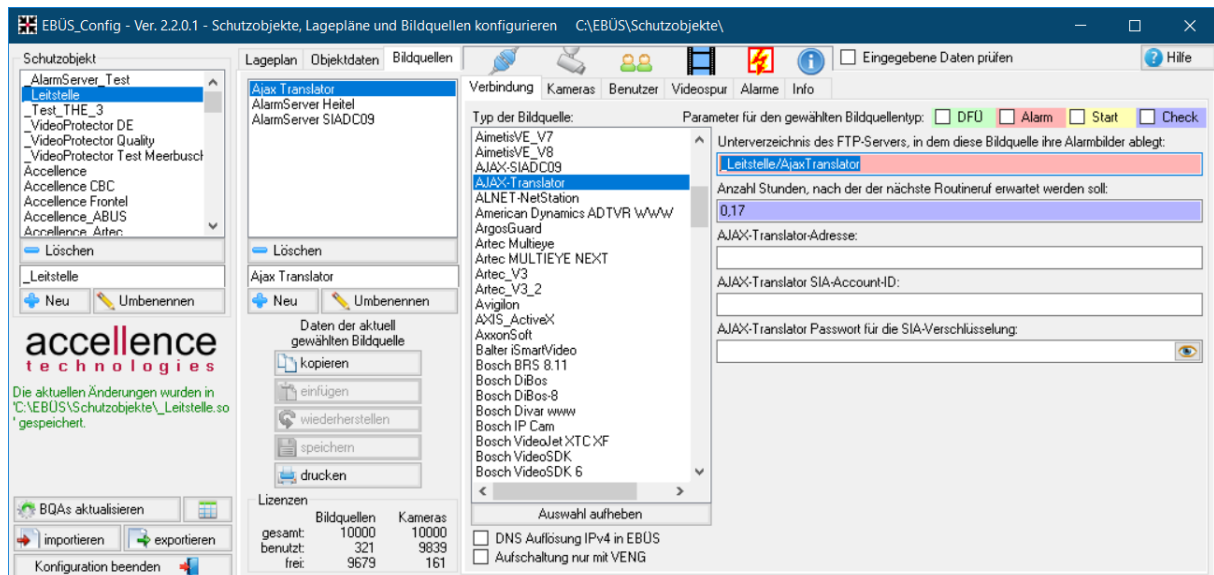 EBÜS_Config - Ver. 2.2.0.1 - Schutzobjekte, Lagepläne und Bildquellen konfigurieren C:\EBÜS\Schutzobjekte\
Schutzobjekt
_AlarmServer_Test
_Leitstelle
_Test_THE_3
_VideoProtector DE
_VideoProtector Quality
_VideoProtector Test Meerbusch
Accellence
Accellence CBC
Accellence Frontel
Accellence_ABUS
Accellence_Artec
Löschen
_Leitstelle
Neu
Umbenennen
accellence
technologies
Die aktuellen Änderungen wurden in
'C:\EBÜS\Schutzobjekte\_Leitstelle.so
' gespeichert.
BQAs aktualisieren
importieren
exportieren
Konfiguration beenden
Lageplan
Objektdaten
Bildquellen
Ajax Translator
AlarmServer Heitel
AlarmServer SIADC09
Löschen
Ajax Translator
Neu
Umbenennen
Daten der aktuell
gewählten Bildquelle
kopieren
einfügen
wiederherstellen
speichern
drucken
Lizenzen
Bildquellen Kameras
gesamt: 10000 10000
benutzt: 321 9839
frei: 9679 161
Eingegebene Daten prüfen
Hilfe
Verbindung
Kameras
Benutzer
Videospur
Alarme
Info
Typ der Bildquelle:
AimetisVE_V7
AimetisVE_V8
AJAX-SIADC09
AJAX-Translator
ALNET-NetStation
American Dynamics ADTVR WWW
ArgosGuard
Artec Multieye
Artec MULTIEYE NEXT
Artec_V3
Artec_V3_2
Avigilon
AXIS_ActiveX
AxxonSoft
Balter iSmartVideo
Bosch BRS 8.11
Bosch DiBos
Bosch DiBos-8
Bosch Divar www
Bosch IP Cam
Bosch VideoJet XTC XF
Bosch VideoSDK
Bosch VideoSDK 6
Auswahl aufheben
DNS Auflösung IPv4 in EBÜS
Aufschaltung nur mit VENG
Parameter für den gewählten Bildquellentyp:
DFÜ
Alarm
Start
Check
Unterverzeichnis des FTP-Servers, in dem diese Bildquelle ihre Alarmbilder ablegt:
_Leitstelle/AjaxTranslator
Anzahl Stunden, nach der der nächste Routineruf erwartet werden soll:
0,17
AJAX-Translator-Adresse:
AJAX-Translator SIA-Account-ID:
AJAX-Translator Passwort für die SIA-Verschlüsselung: